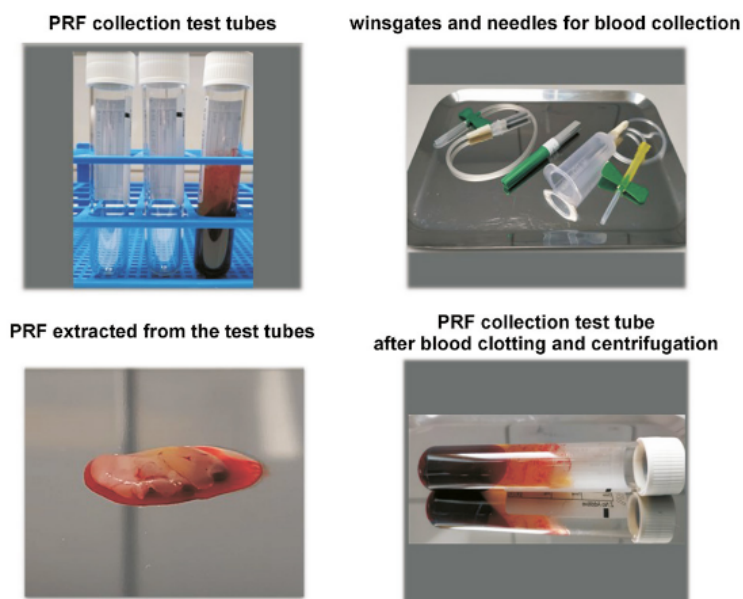 PRF collection test tubes
winsgates and needles for blood collection
PRF extracted from the test tubes
PRF collection test tube
after blood clotting and centrifugation